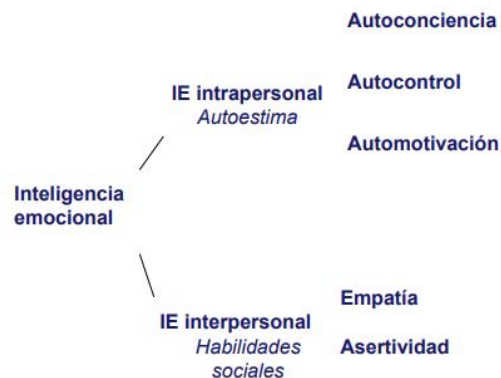 Autoconciencia
IE intrapersonal
Autocontrol
Autoestima
Automotivación
Inteligencia
emocional
Empatía
IE interpersonal
Habilidades
sociales
Asertividad